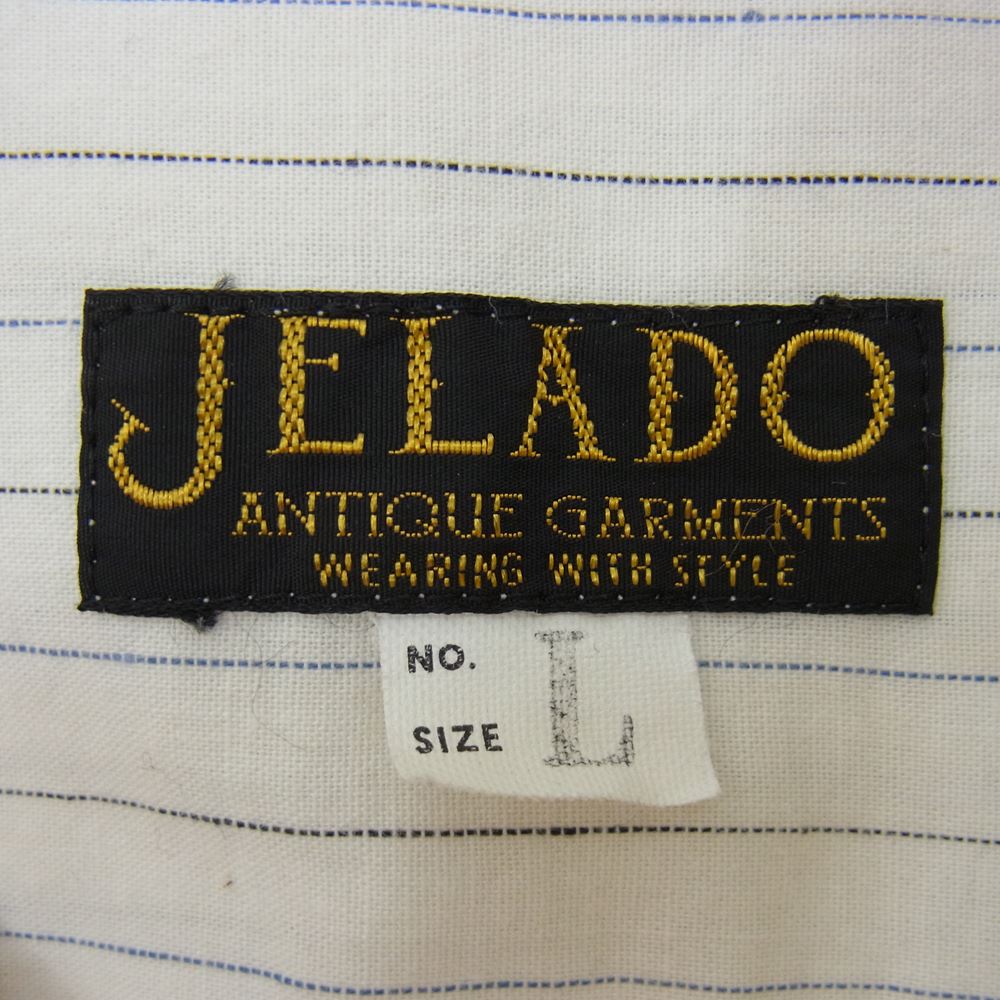 JELADO
ANTIQUE GARMENTS
WEARING WITH STYLE
NO.
SIZE L